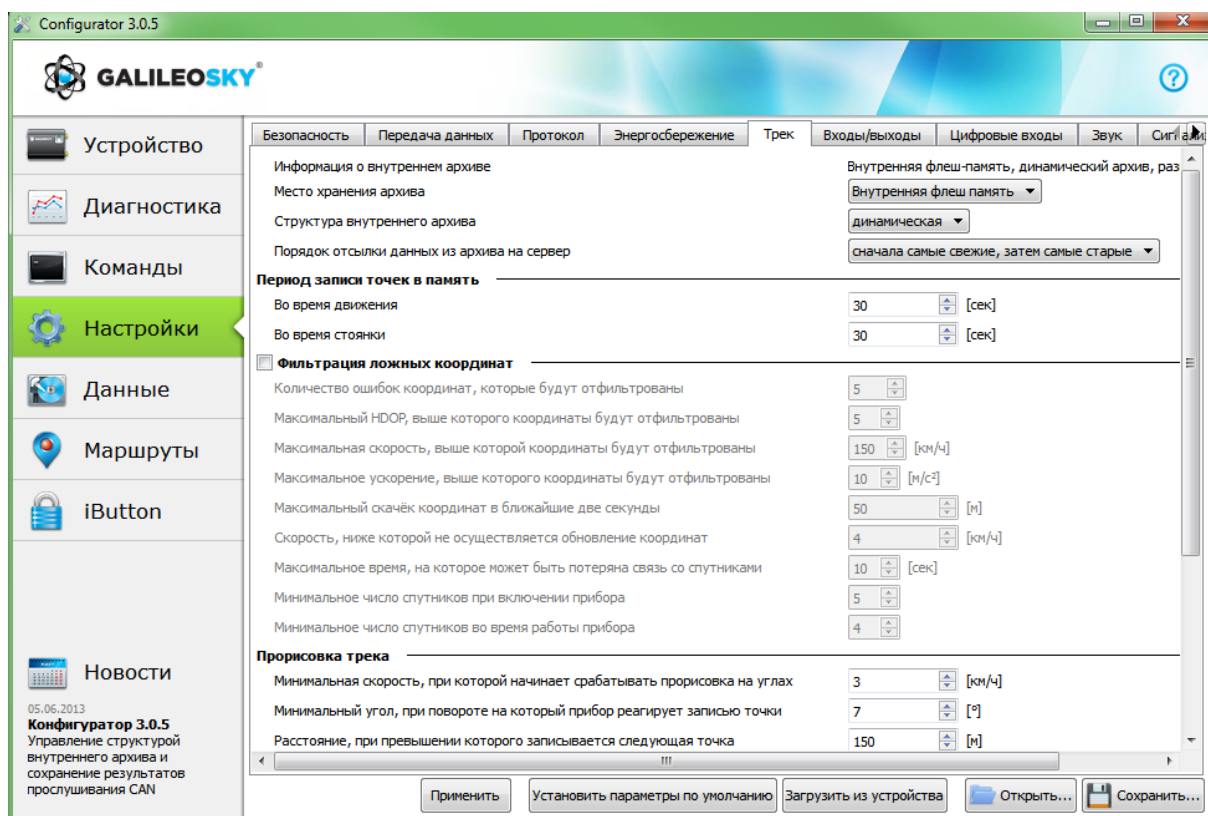 Configurator 3.0.5
GALILEOSKY®
?
Устройство
Диагностика
Команды
Настройки
Данные
Маршруты
iButton
Новости
05.06.2013
Конфигуратор 3.0.5
Управление структурой
внутреннего архива и
сохранение результатов
прослушивания CAN
Безопасность Передача данных Протокол Энергосбережение Трек Входы/выходы Цифровые входы Звук
Информация о внутреннем архиве Внутренняя флеш-память, динамический архив, раз
Место хранения архива Внутренняя флеш память
Структура внутреннего архива динамическая
Порядок отсылки данных из архива на сервер сначала самые свежие, затем самые старые
Период записи точек в память
Во время движения 30 [сек]
Во время стоянки 30 [сек]
Фильтрация ложных координат
Количество ошибок координат, которые будут отфильтрованы 5
Максимальный HDOP, выше которого координаты будут отфильтрованы 5
Максимальная скорость, выше которой координаты будут отфильтрованы 150 [км/ч]
Максимальное ускорение, выше которого координаты будут отфильтрованы 10 [м/с²]
Максимальный скачёк координат в ближайшие две секунды 50 [м]
Скорость, ниже которой не осуществляется обновление координат 4 [км/ч]
Максимальное время, на которое может быть потеряна связь со спутниками 10 [сек]
Минимальное число спутников при включении прибора 5
Минимальное число спутников во время работы прибора 4
Прорисовка трека
Минимальная скорость, при которой начинает срабатывать прорисовка на углах 3 [км/ч]
Минимальный угол, при повороте на который прибор реагирует записью точки 7 [°]
Расстояние, при превышении которого записывается следующая точка 150 [м]
Применить Установить параметры по умолчанию Загрузить из устройства Открыть... Сохранить...